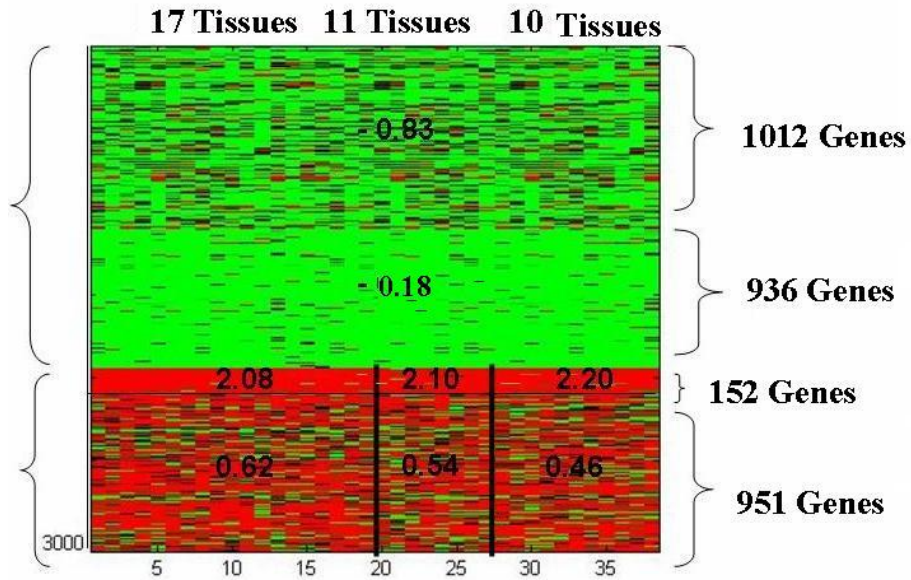 17 Tissues 11 Tissues 10 Tissues
- 0.83
1012 Genes
- 0.18
936 Genes
2.08 2.10 2.20
152 Genes
0.62 0.54 0.46
951 Genes
3000
5 10 15 20 25 30 35